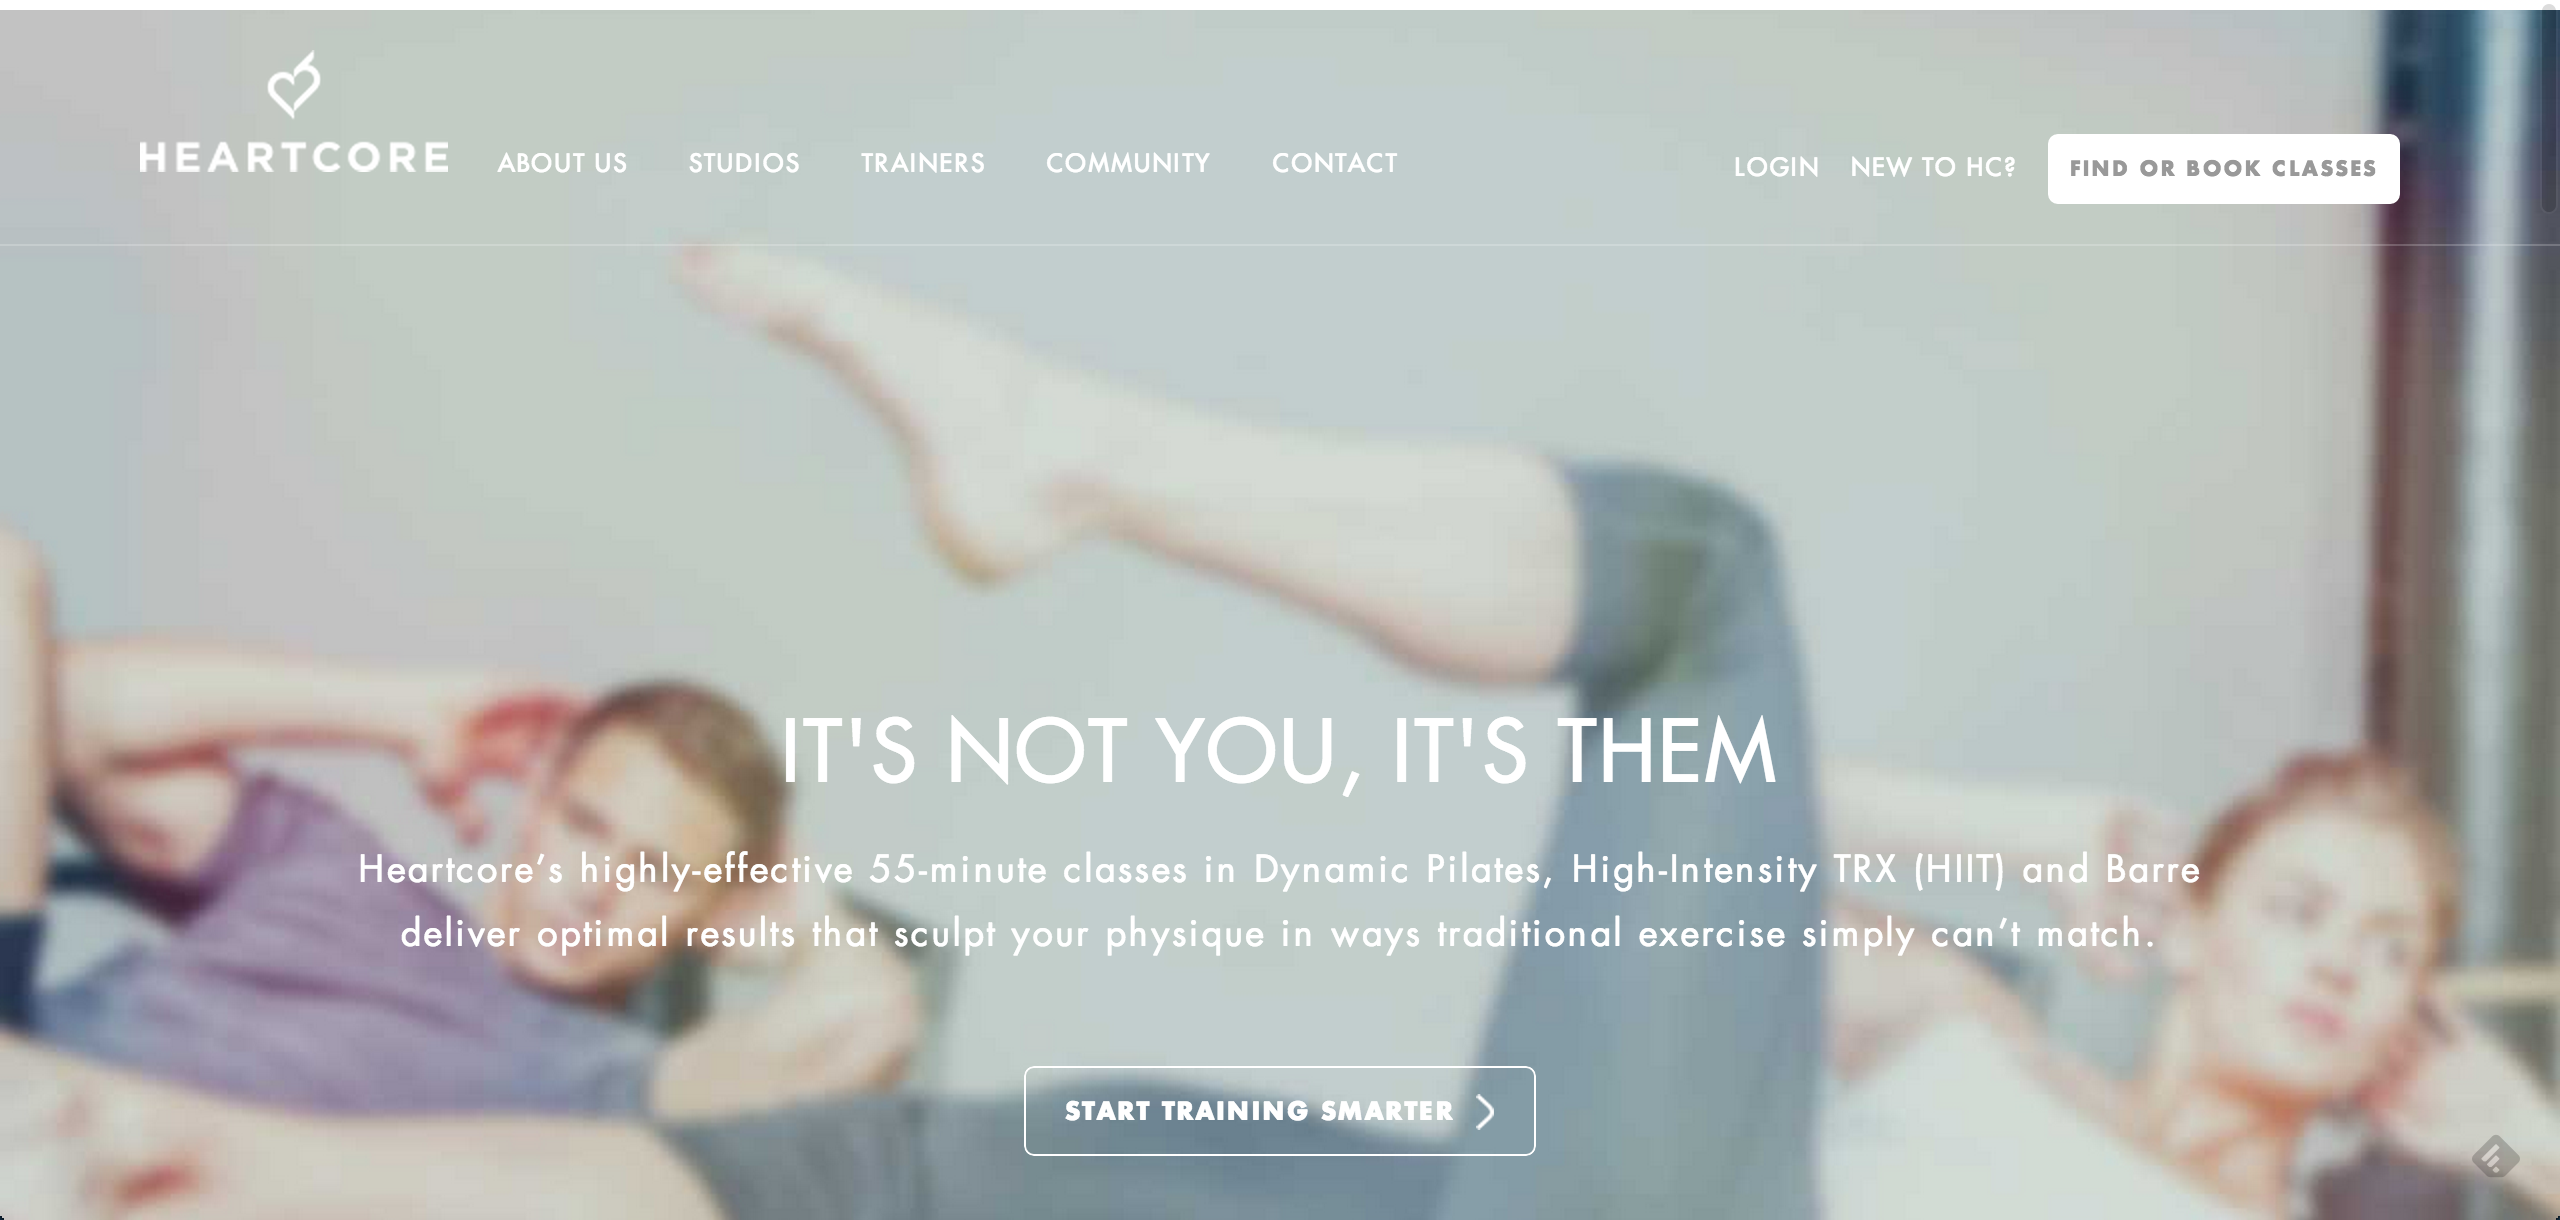 HEARTCORE
ABOUT US
STUDIOS
TRAINERS
COMMUNITY
CONTACT
LOGIN
NEW TO HC?
FIND OR BOOK CLASSES
IT'S NOT YOU, IT'S THEM
Heartcore’s highly-effective 55-minute classes in Dynamic Pilates, High-Intensity TRX (HIIT) and Barre
deliver optimal results that sculpt your physique in ways traditional exercise simply can’t match.
START TRAINING SMARTER